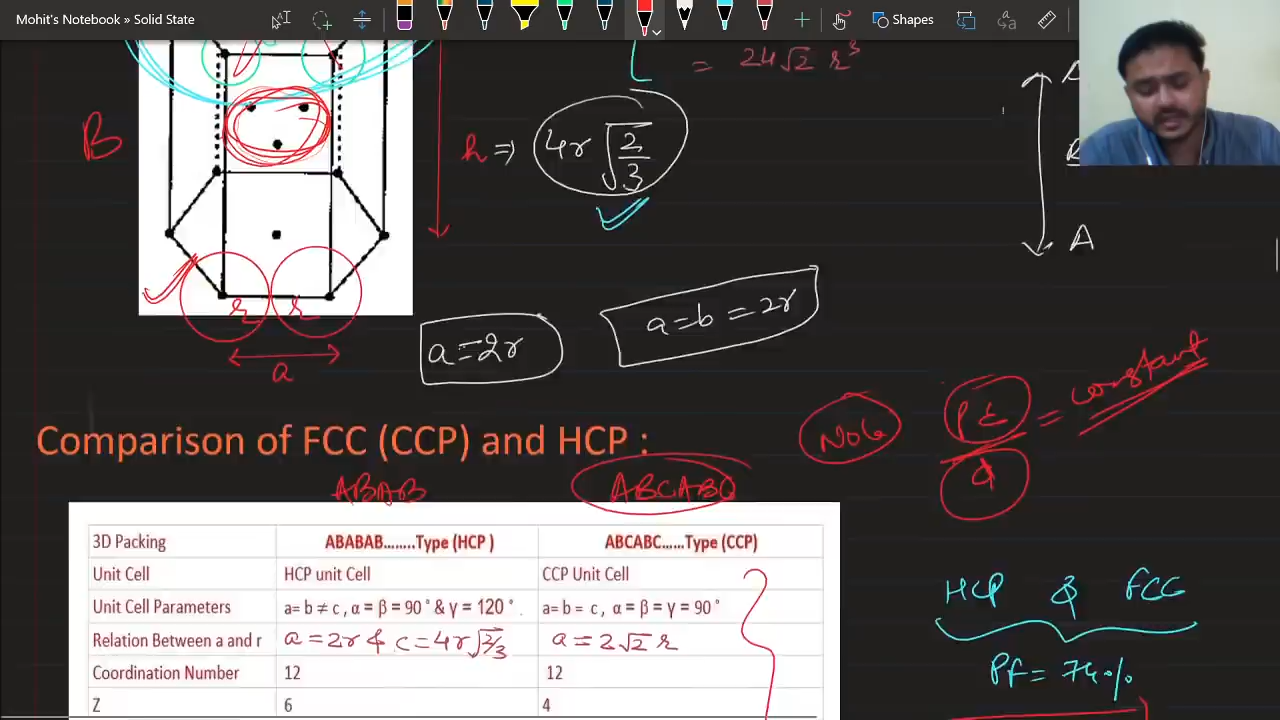 Mohit's Notebook » Solid State
Shapes
= 24√2 r³
B
h ⇒ 4r √2/3
A
r r
a
a=2r
a=b=2r
Note
= constant
d
Comparison of FCC (CCP) and HCP :
ABAB
ABCABC
3D Packing ABABAB........Type (HCP ) ABCABC......Type (CCP)
Unit Cell HCP unit Cell CCP Unit Cell
Unit Cell Parameters a= b ≠ c , α = β = 90 ° & γ = 120 ° . a= b = c , α = β = γ = 90 °
Relation Between a and r a = 2r & c = 4r√2/3 a = 2√2 r
Coordination Number 12 12
Z 6 4
HCP & FCC
Pf = 74%